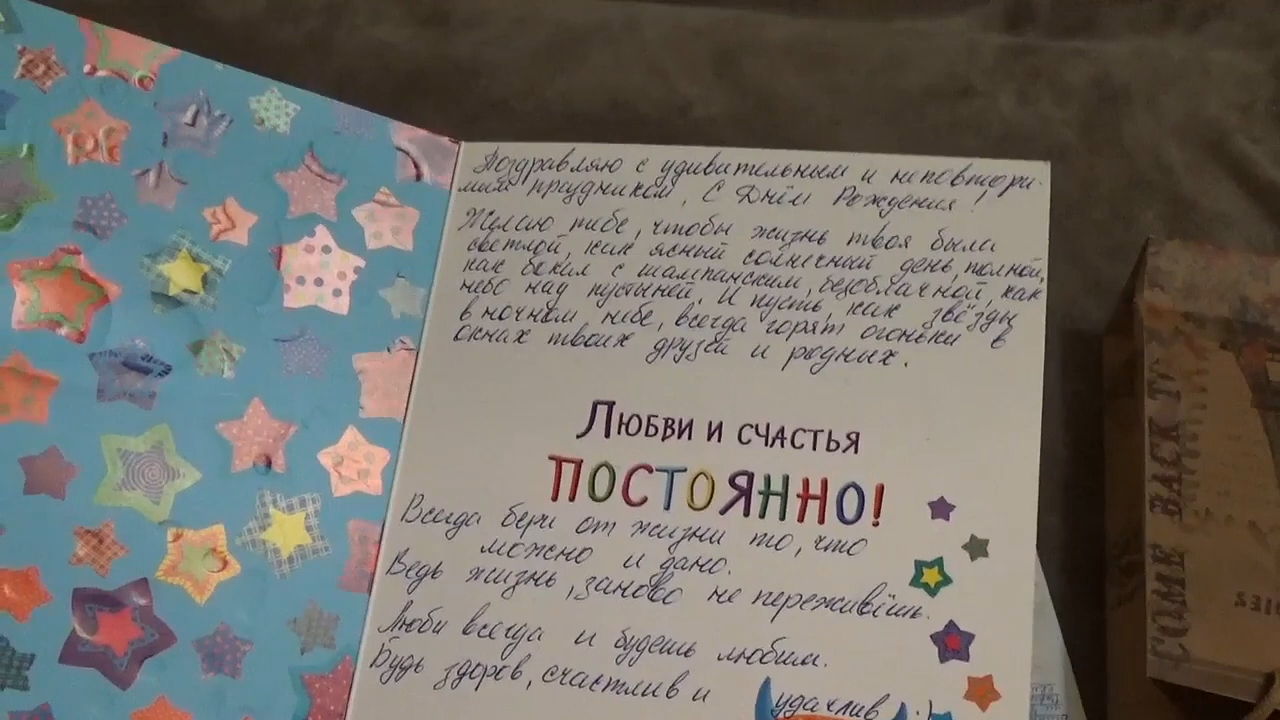 Поздравляю с удивительным и неповтори-
мым праздником, С Днём Рождения!
Желаю тебе, чтобы жизнь твоя была
светлой, как ясный солнечный день, полной,
как бокал с шампанским, безоблачной, как
небо над пустыней. И пусть, как звёзды
в ночном небе, всегда горят огоньки в
окнах твоих друзей и родных.
Любви и счастья
ПОСТОЯННО!
Всегда бери от жизни то, что
можно и дано.
Ведь жизнь, заново не переживёшь.
Люби всегда и будешь любим.
Будь здоров, счастлив и удачлив :)
COME BACK